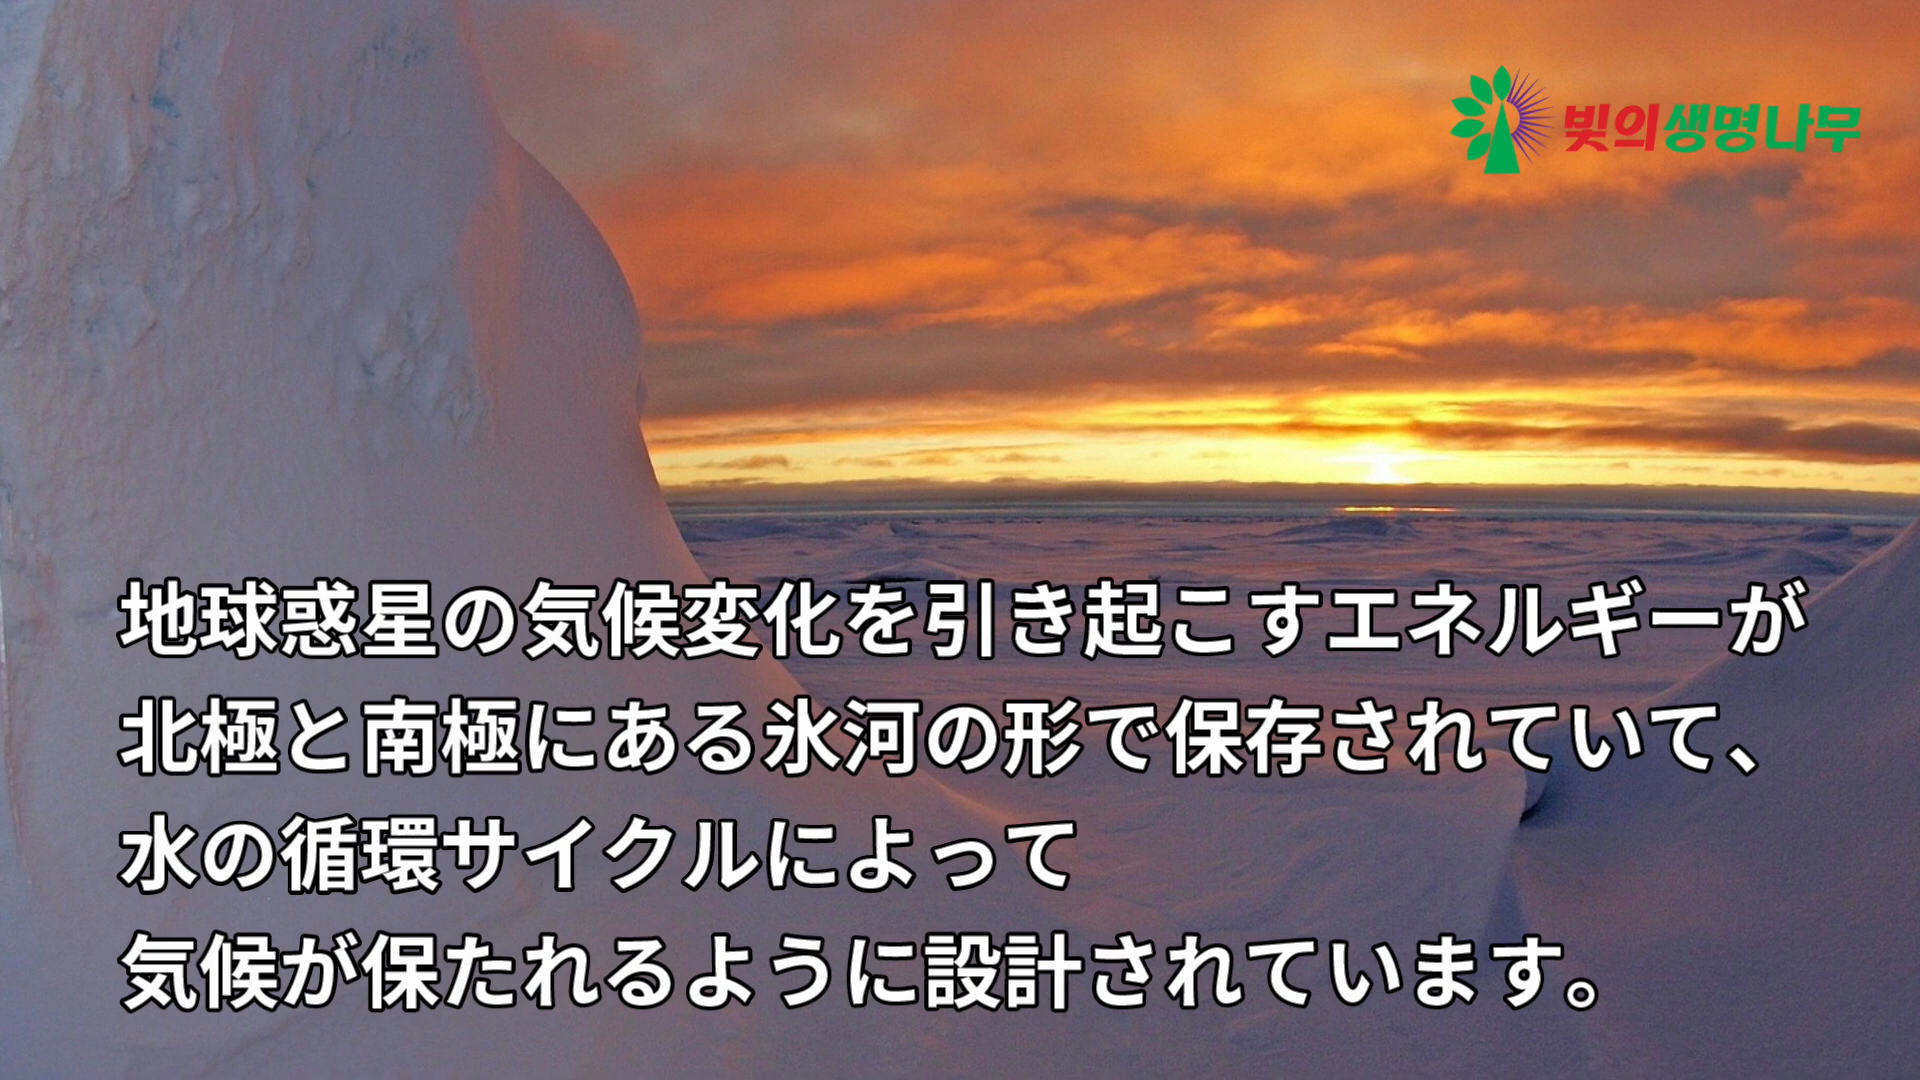 빛의생명나무
地球惑星の気候変化を引き起こすエネルギーが
北極と南極にある氷河の形で保存されていて、
水の循環サイクルによって
気候が保たれるように設計されています。